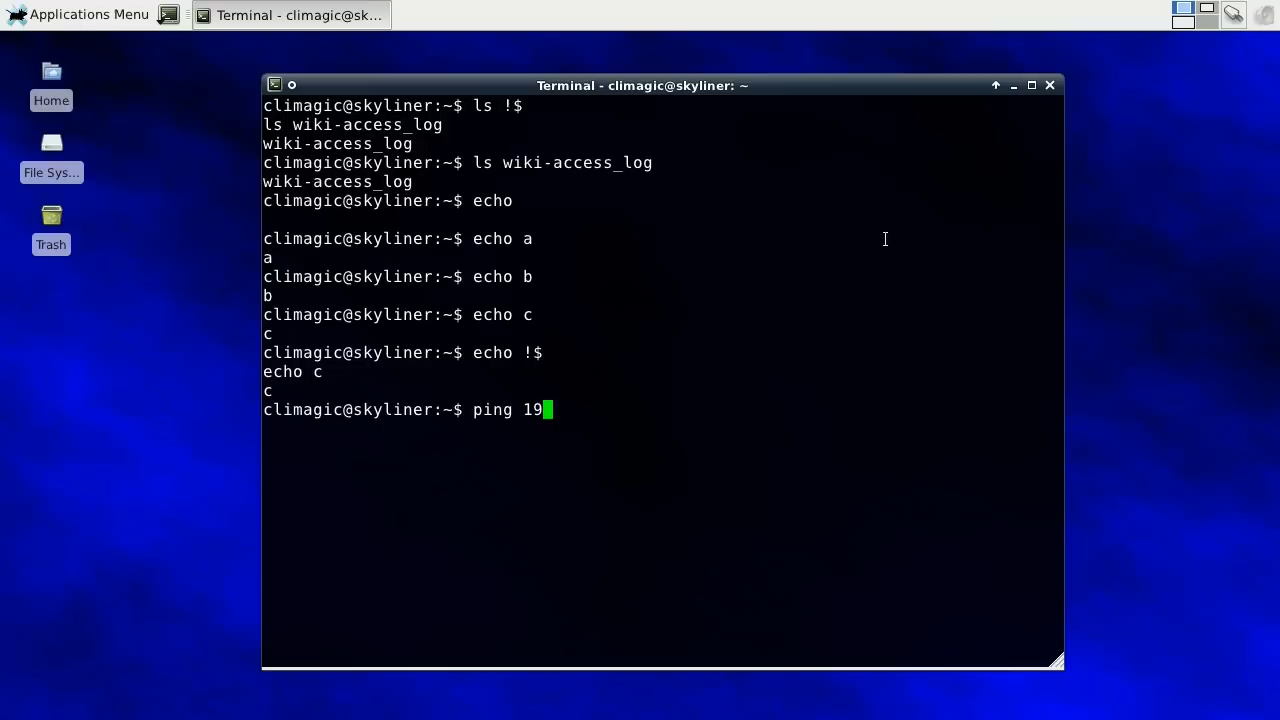 Applications Menu
Terminal - climagic@sk...
Home
File Sys...
Trash
Terminal - climagic@skyliner: ~
climagic@skyliner:~$ ls !$
ls wiki-access_log
wiki-access_log
climagic@skyliner:~$ ls wiki-access_log
wiki-access_log
climagic@skyliner:~$ echo
climagic@skyliner:~$ echo a
a
climagic@skyliner:~$ echo b
b
climagic@skyliner:~$ echo c
c
climagic@skyliner:~$ echo !$
echo c
c
climagic@skyliner:~$ ping 19